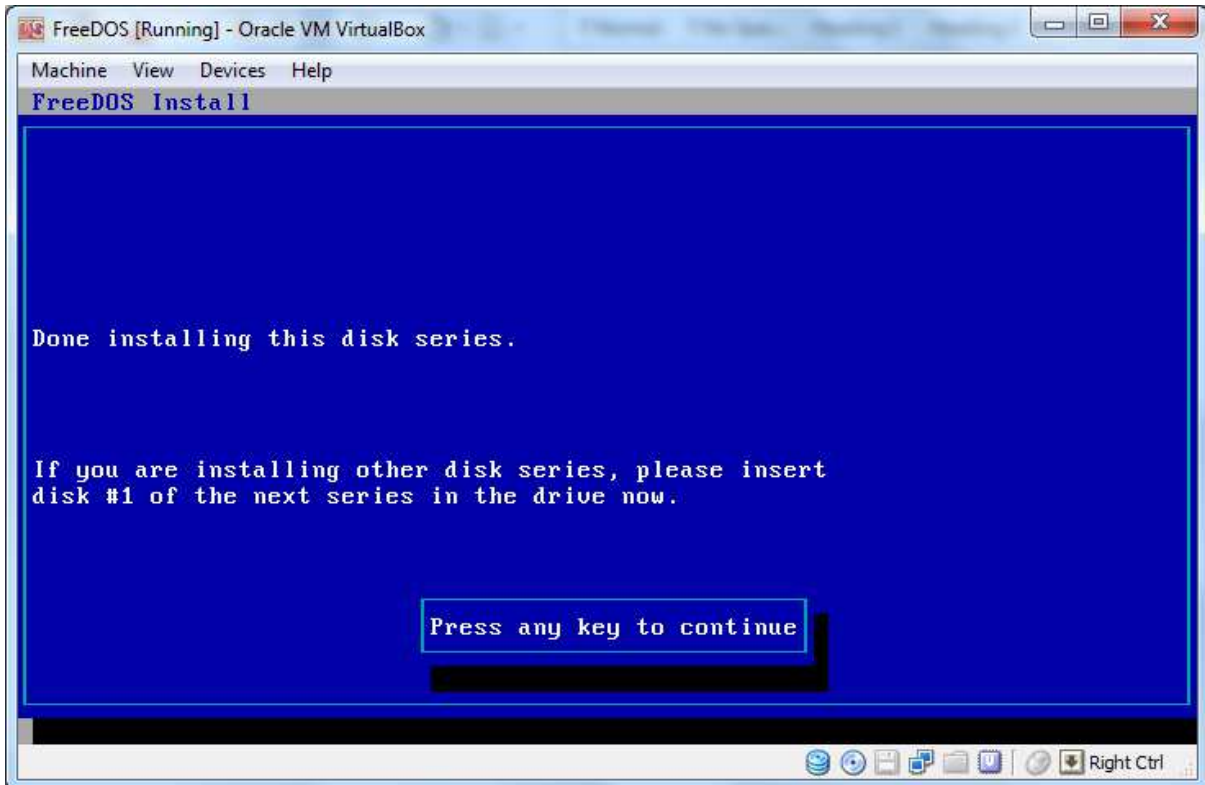 FreeDOS [Running] - Oracle VM VirtualBox
Machine View Devices Help
FreeDOS Install
Done installing this disk series.
If you are installing other disk series, please insert
disk #1 of the next series in the drive now.
Press any key to continue
Right Ctrl